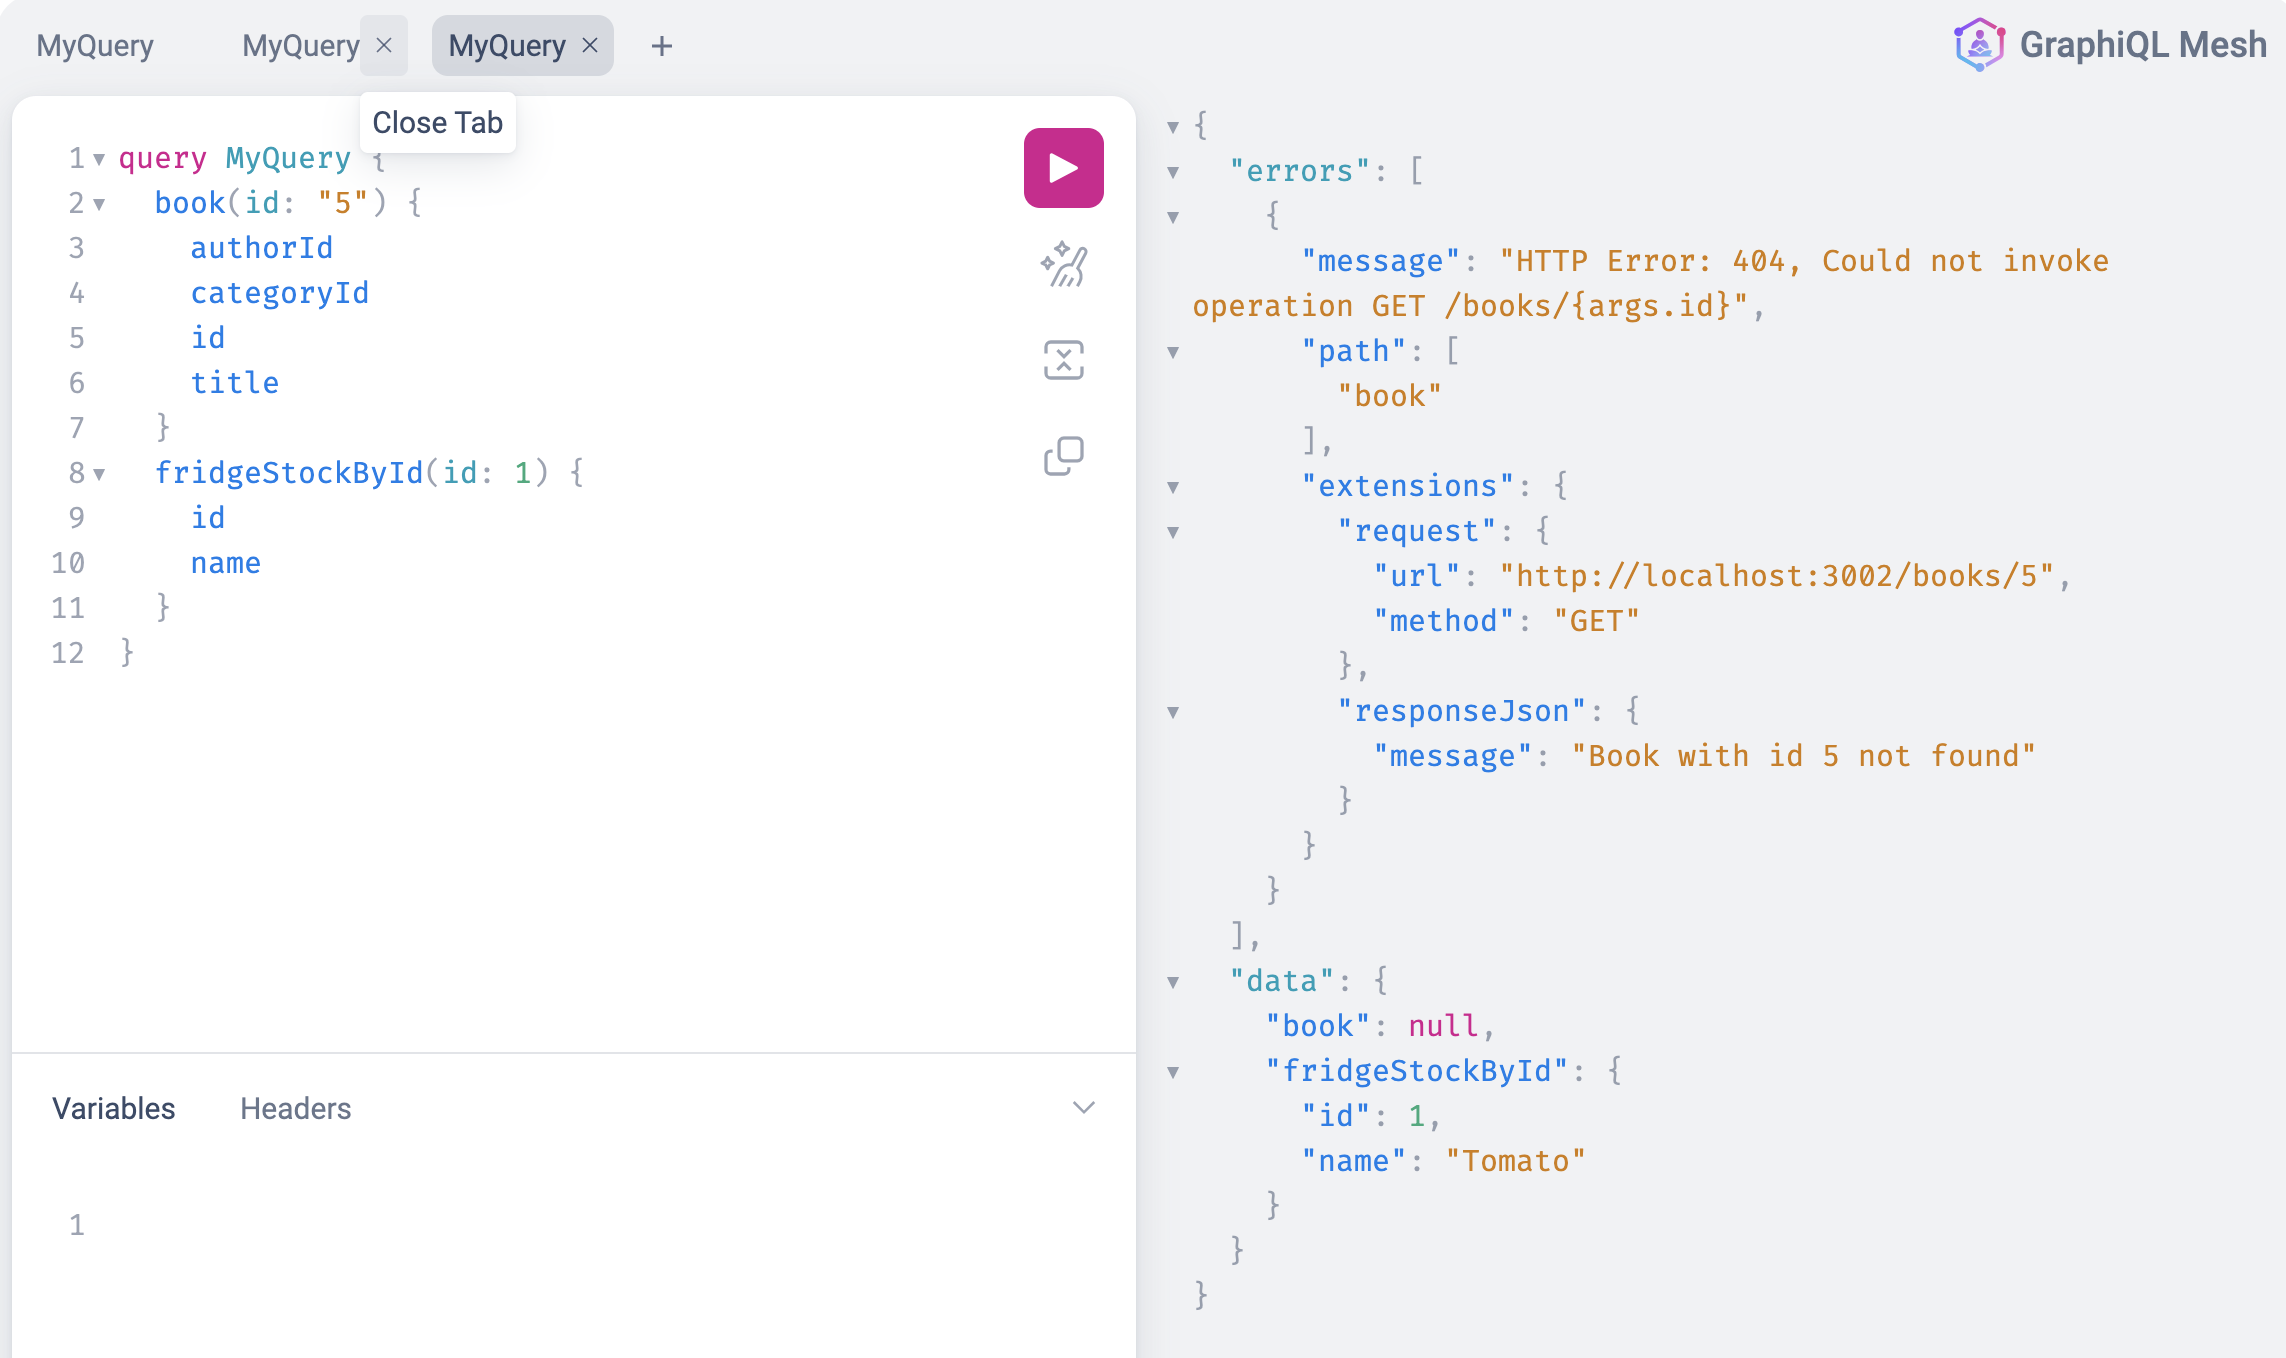 MyQuery MyQuery MyQuery
GraphiQL Mesh
Close Tab
1 query MyQuery {
2 book(id: "5") {
3 authorId
4 categoryId
5 id
6 title
7 }
8 fridgeStockById(id: 1) {
9 id
10 name
11 }
12 }
Variables Headers
1
{
"errors": [
{
"message": "HTTP Error: 404, Could not invoke
operation GET /books/{args.id}",
"path": [
"book"
],
"extensions": {
"request": {
"url": "http://localhost:3002/books/5",
"method": "GET"
},
"responseJson": {
"message": "Book with id 5 not found"
}
}
}
],
"data": {
"book": null,
"fridgeStockById": {
"id": 1,
"name": "Tomato"
}
}
}